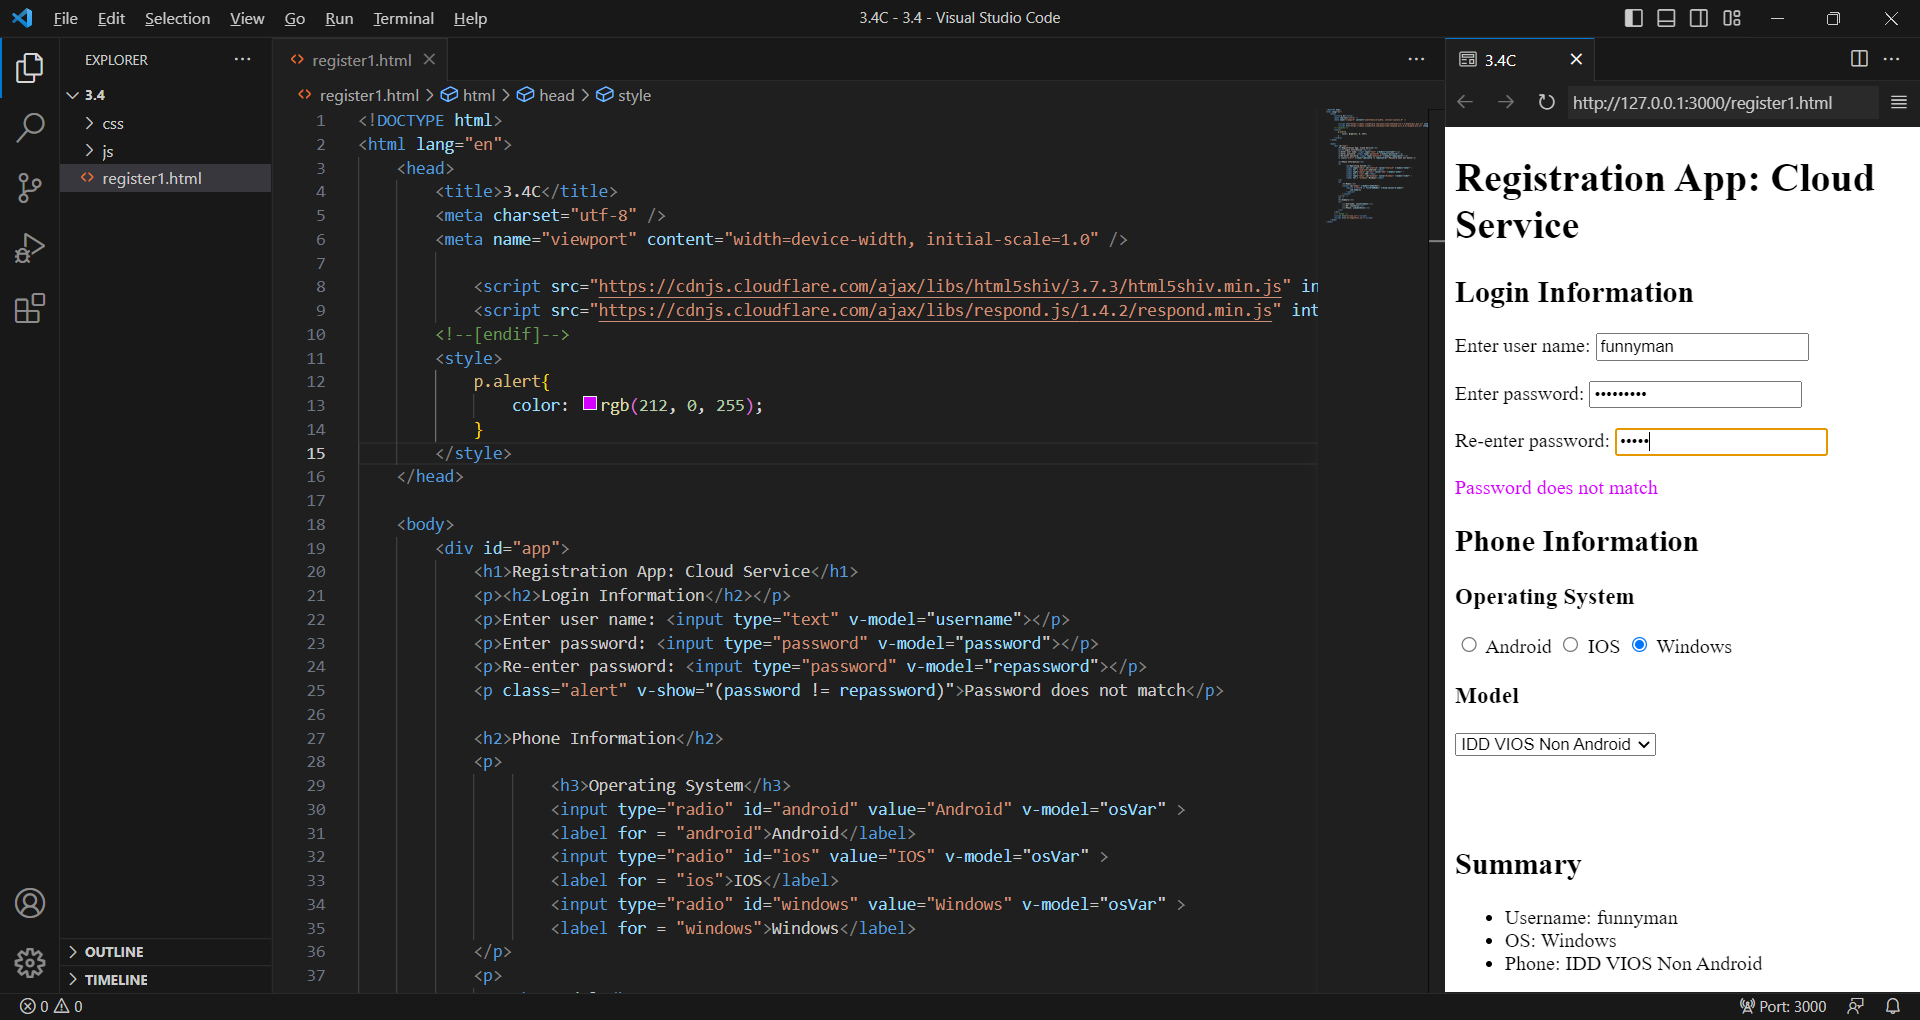 File Edit Selection View Go Run Terminal Help
3.4C - 3.4 - Visual Studio Code
EXPLORER
3.4
css
js
register1.html
OUTLINE
TIMELINE
register1.html
register1.html > html > head > style
1 <!DOCTYPE html>
2 <html lang="en">
3 <head>
4 <title>3.4C</title>
5 <meta charset="utf-8" />
6 <meta name="viewport" content="width=device-width, initial-scale=1.0" />
7
8 <script src="https://cdnjs.cloudflare.com/ajax/libs/html5shiv/3.7.3/html5shiv.min.js" in
9 <script src="https://cdnjs.cloudflare.com/ajax/libs/respond.js/1.4.2/respond.min.js" int
10 <!--[endif]-->
11 <style>
12 p.alert{
13 color: rgb(212, 0, 255);
14 }
15 </style>
16 </head>
17
18 <body>
19 <div id="app">
20 <h1>Registration App: Cloud Service</h1>
21 <p><h2>Login Information</h2></p>
22 <p>Enter user name: <input type="text" v-model="username"></p>
23 <p>Enter password: <input type="password" v-model="password"></p>
24 <p>Re-enter password: <input type="password" v-model="repassword"></p>
25 <p class="alert" v-show="(password != repassword)">Password does not match</p>
26
27 <h2>Phone Information</h2>
28 <p>
29 <h3>Operating System</h3>
30 <input type="radio" id="android" value="Android" v-model="osVar" >
31 <label for = "android">Android</label>
32 <input type="radio" id="ios" value="IOS" v-model="osVar" >
33 <label for = "ios">IOS</label>
34 <input type="radio" id="windows" value="Windows" v-model="osVar" >
35 <label for = "windows">Windows</label>
36 </p>
37 <p>
3.4C
http://127.0.0.1:3000/register1.html
Registration App: Cloud
Service
Login Information
Enter user name: funnyman
Enter password: •••••••••
Re-enter password: •••••
Password does not match
Phone Information
Operating System
Android IOS Windows
Model
IDD VIOS Non Android
Summary
• Username: funnyman
• OS: Windows
• Phone: IDD VIOS Non Android
0 0
Port: 3000